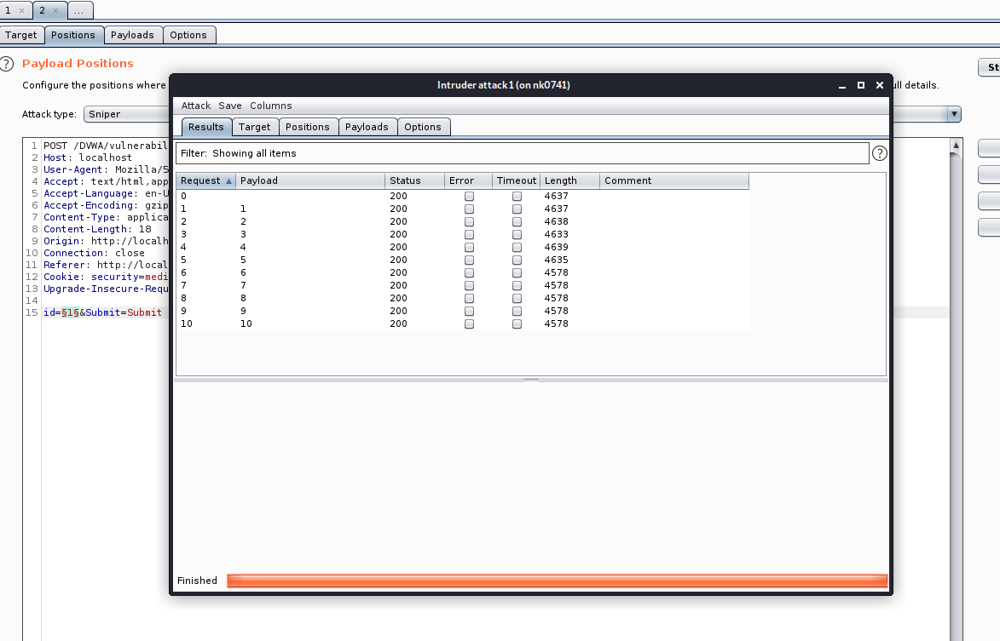 1 × 2 × ...
Target Positions Payloads Options
? Payload Positions
Configure the positions where
ull details.
St
Attack type: Sniper
1 POST /DVWA/vulnerabil
2 Host: localhost
3 User-Agent: Mozilla/5
4 Accept: text/html,app
5 Accept-Language: en-U
6 Accept-Encoding: gzip
7 Content-Type: applica
8 Content-Length: 18
9 Origin: http://localh
10 Connection: close
11 Referer: http://local
12 Cookie: security=medi
13 Upgrade-Insecure-Requ
14
15 id=§1§&Submit=Submit
Intruder attack1 (on nk0741)
Attack Save Columns
Results Target Positions Payloads Options
Filter: Showing all items ?
Request Payload Status Error Timeout Length Comment
0 200 4637
1 1 200 4637
2 2 200 4638
3 3 200 4633
4 4 200 4639
5 5 200 4635
6 6 200 4578
7 7 200 4578
8 8 200 4578
9 9 200 4578
10 10 200 4578
Finished